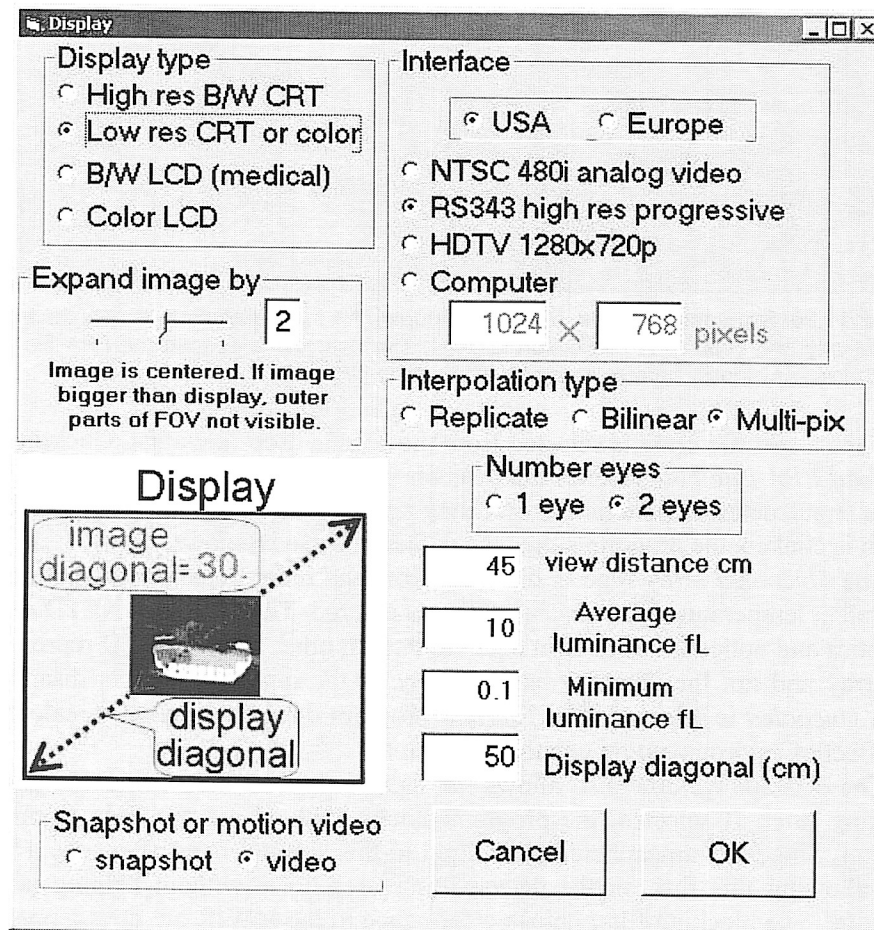 Display
Display type
High res B/W CRT
Low res CRT or color
B/W LCD (medical)
Color LCD
Interface
USA Europe
NTSC 480i analog video
RS343 high res progressive
HDTV 1280x720p
Computer
1024 X 768 pixels
Expand image by
2
Image is centered. If image
bigger than display, outer
parts of FOV not visible.
Interpolation type
Replicate Bilinear Multi-pix
Display
image
diagonal= 30.
display
diagonal
Number eyes
1 eye 2 eyes
45 view distance cm
10 Average
luminance fL
0.1 Minimum
luminance fL
50 Display diagonal (cm)
Snapshot or motion video
snapshot video
Cancel OK